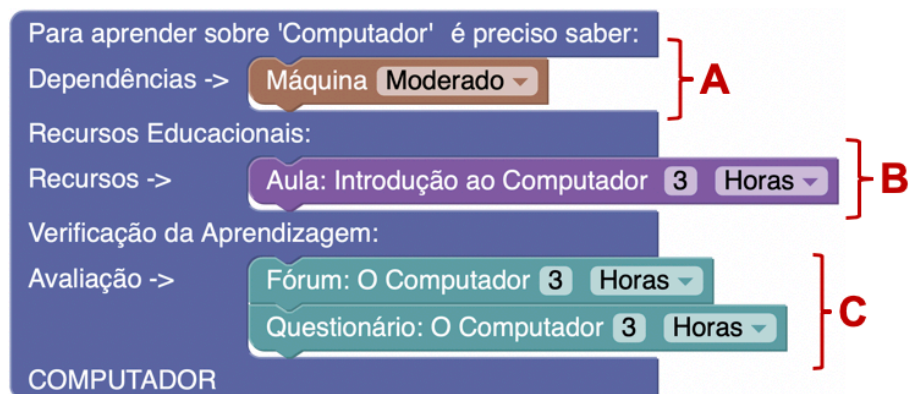 Para aprender sobre 'Computador' é preciso saber:
Dependências -> Máquina Moderado
A
Recursos Educacionais:
Recursos -> Aula: Introdução ao Computador 3 Horas
B
Verificação da Aprendizagem:
Avaliação -> Fórum: O Computador 3 Horas
Questionário: O Computador 3 Horas
C
COMPUTADOR